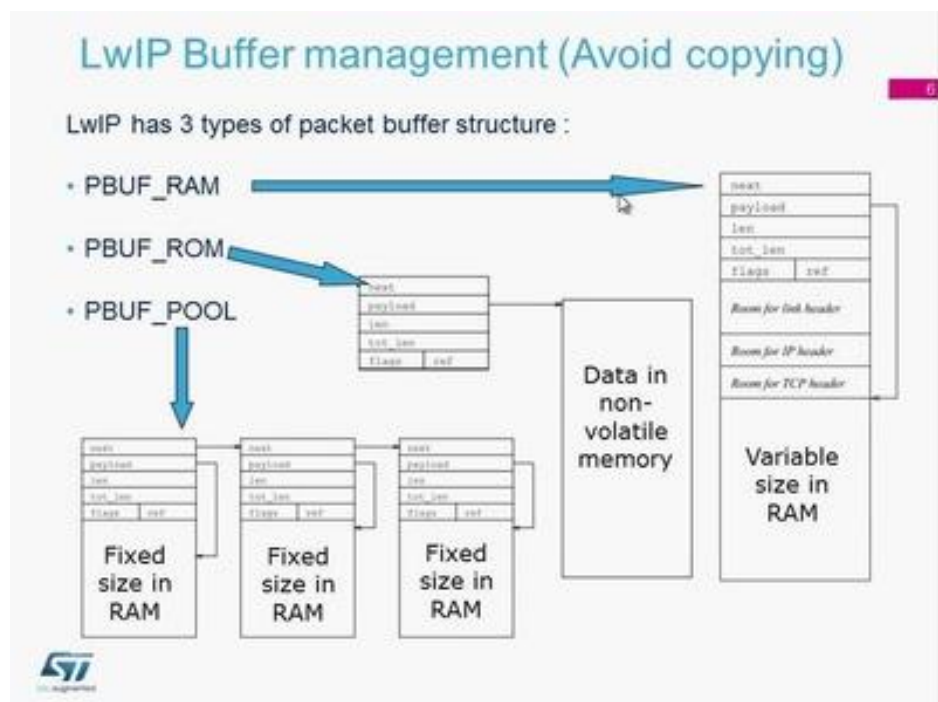 LwIP Buffer management (Avoid copying)
6
LwIP has 3 types of packet buffer structure :
• PBUF_RAM
• PBUF_ROM
• PBUF_POOL
next
payload
len
tot_len
flags ref
Room for link header
Room for IP header
Room for TCP header
Variable
size in
RAM
next
payload
len
tot_len
flags ref
Data in
non-
volatile
memory
next
payload
len
tot_len
flags ref
Fixed
size in
RAM
next
payload
len
tot_len
flags ref
Fixed
size in
RAM
next
payload
len
tot_len
flags ref
Fixed
size in
RAM
ST
augmented